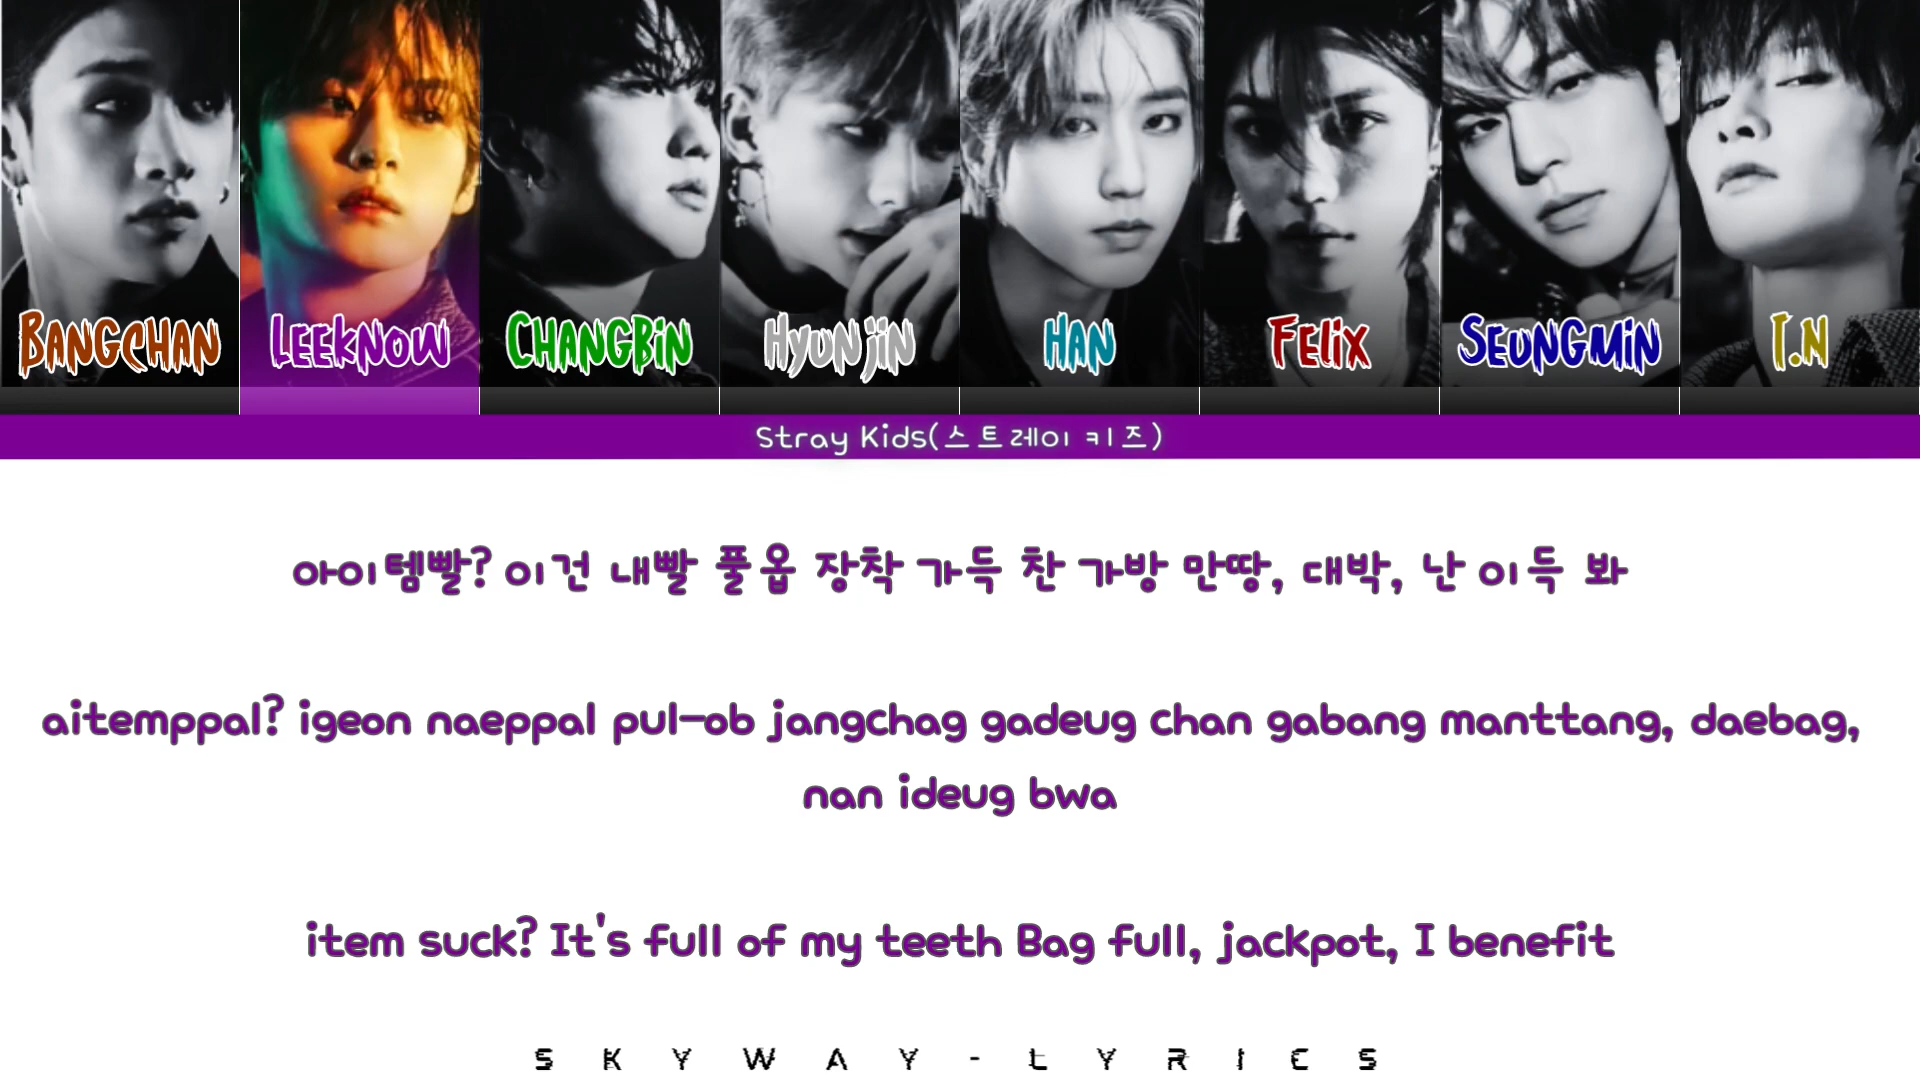 BANGCHAN LEEKNOW CHANGBIN HYUNJIN HAN FELIX SEUNGMIN I.N
Stray Kids(스트레이 키즈)
아이템빨? 이건 내빨 풀옵 장착 가득 찬 가방 만땅, 대박, 난 이득 봐
aitemppal? igeon naeppal pul-ob jangchag gadeug chan gabang manttang, daebag,
nan ideug bwa
item suck? It's full of my teeth Bag full, jackpot, I benefit
SKYWAY-LYRICS